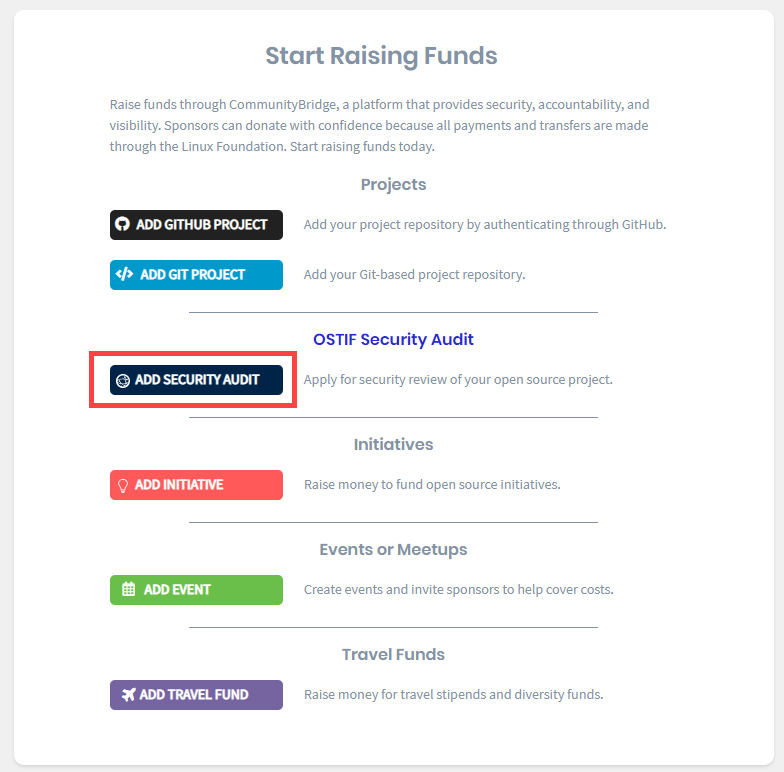 Start Raising Funds
Raise funds through CommunityBridge, a platform that provides security, accountability, and
visibility. Sponsors can donate with confidence because all payments and transfers are made
through the Linux Foundation. Start raising funds today.
Projects
ADD GITHUB PROJECT Add your project repository by authenticating through GitHub.
ADD GIT PROJECT Add your Git-based project repository.
OSTIF Security Audit
ADD SECURITY AUDIT Apply for security review of your open source project.
Initiatives
ADD INITIATIVE Raise money to fund open source initiatives.
Events or Meetups
ADD EVENT Create events and invite sponsors to help cover costs.
Travel Funds
ADD TRAVEL FUND Raise money for travel stipends and diversity funds.